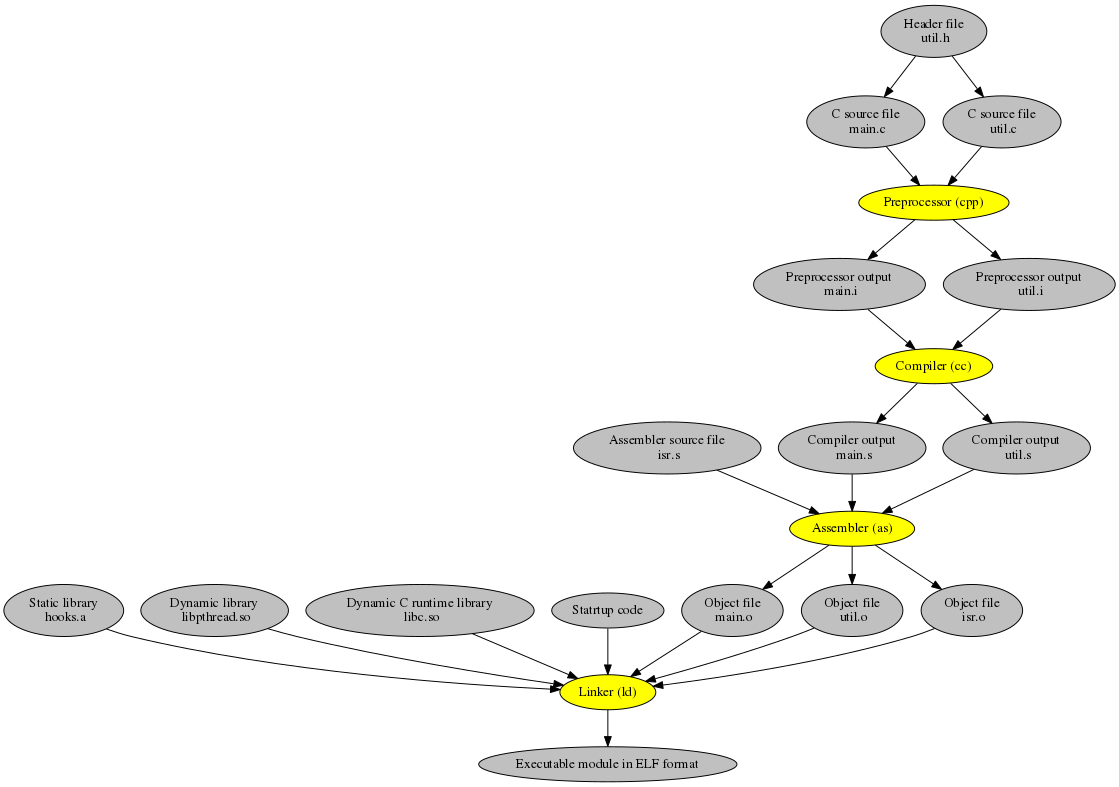 Header file
util.h
C source file
main.c
C source file
util.c
Preprocessor (cpp)
Preprocessor output
main.i
Preprocessor output
util.i
Compiler (cc)
Assembler source file
isr.s
Compiler output
main.s
Compiler output
util.s
Assembler (as)
Static library
hooks.a
Dynamic library
libpthread.so
Dynamic C runtime library
libc.so
Statrtup code
Object file
main.o
Object file
util.o
Object file
isr.o
Linker (ld)
Executable module in ELF format